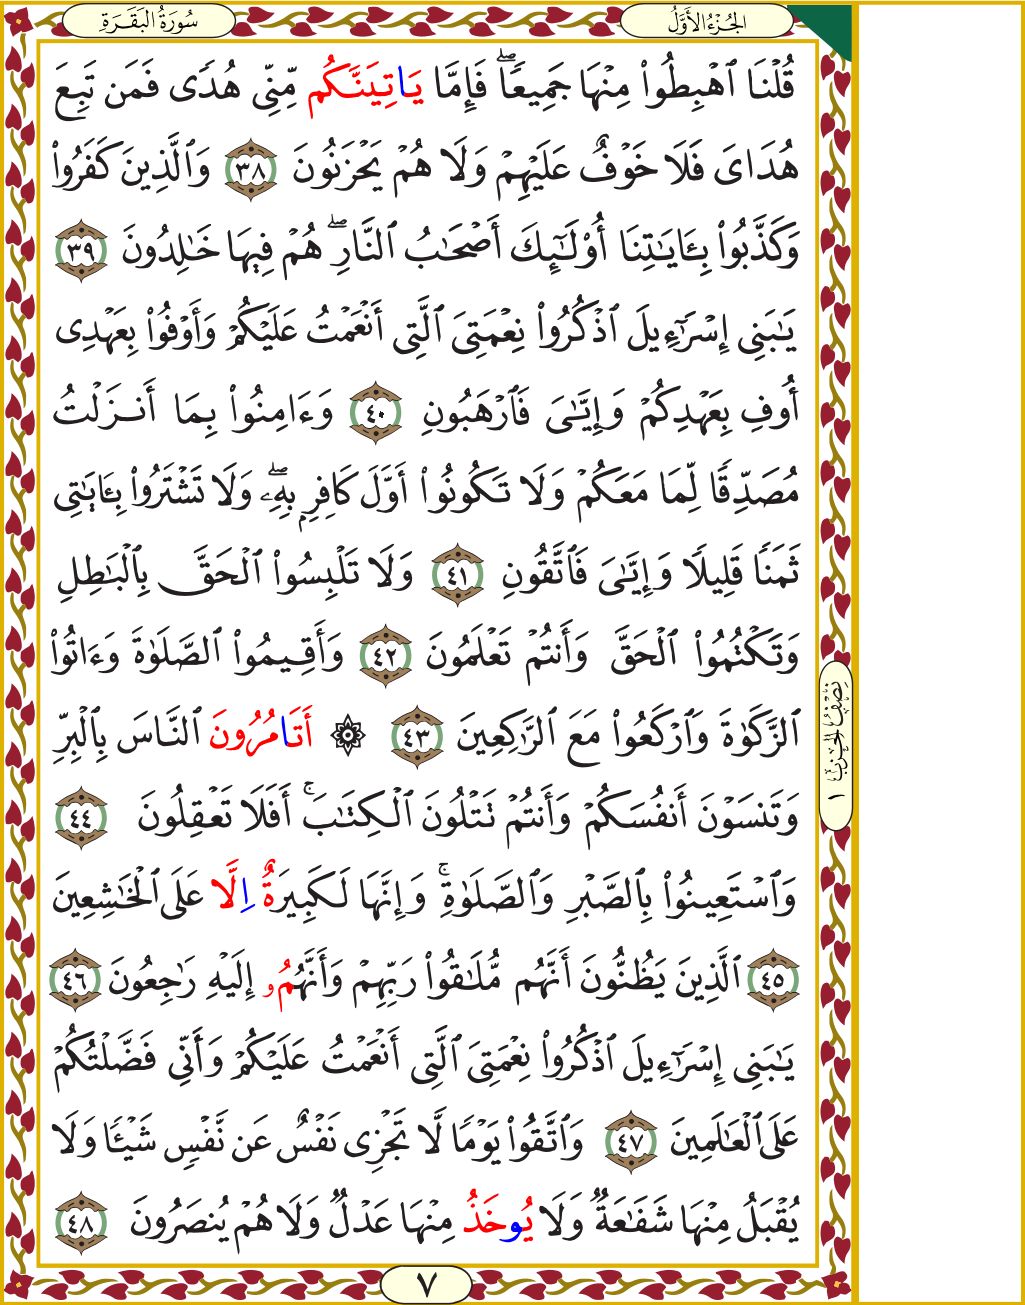 الجُزْءُ الأَوَّلُ
سُورَةُ البَقَرَةِ
قُلْنَا ٱهْبِطُوا۟ مِنْهَا جَمِيعًاۖ فَإِمَّا يَاتِيَنَّكُم مِّنِّى هُدًى فَمَن تَبِعَ
هُدَاىَ فَلَا خَوْفٌ عَلَيْهِمْ وَلَا هُمْ يَحْزَنُونَ ٣٨ وَٱلَّذِينَ كَفَرُوا۟
وَكَذَّبُوا۟ بِـَٔايَـٰتِنَا أُو۟لَـٰٓئِكَ أَصْحَـٰبُ ٱلنَّارِۖ هُمْ فِيهَا خَـٰلِدُونَ ٣٩
يَـٰبَنِى إِسْرَٰٓءِيلَ ٱذْكُرُوا۟ نِعْمَتِىَ ٱلَّتِى أَنْعَمْتُ عَلَيْكُمْ وَأَوْفُوا۟ بِعَهْدِى
أُوفِ بِعَهْدِكُمْ وَإِيَّـٰىَ فَٱرْهَبُونِ ٤٠ وَءَامِنُوا۟ بِمَا أَنزَلْتُ
مُصَدِّقًا لِّمَا مَعَكُمْ وَلَا تَكُونُوا۟ أَوَّلَ كَافِرٍۭ بِهِۦۖ وَلَا تَشْتَرُوا۟ بِـَٔايَـٰتِى
ثَمَنًا قَلِيلًا وَإِيَّـٰىَ فَٱتَّقُونِ ٤١ وَلَا تَلْبِسُوا۟ ٱلْحَقَّ بِٱلْبَـٰطِلِ
وَتَكْتُمُوا۟ ٱلْحَقَّ وَأَنتُمْ تَعْلَمُونَ ٤٢ وَأَقِيمُوا۟ ٱلصَّلَوٰةَ وَءَاتُوا۟
ٱلزَّكَوٰةَ وَٱرْكَعُوا۟ مَعَ ٱلرَّٰكِعِينَ ٤٣ ۞ أَتَامُرُونَ ٱلنَّاسَ بِٱلْبِرِّ
وَتَنسَوْنَ أَنفُسَكُمْ وَأَنتُمْ تَتْلُونَ ٱلْكِتَـٰبَۚ أَفَلَا تَعْقِلُونَ ٤٤
وَٱسْتَعِينُوا۟ بِٱلصَّبْرِ وَٱلصَّلَوٰةِۚ وَإِنَّهَا لَكَبِيرَةٌ اِلَّا عَلَى ٱلْخَـٰشِعِينَ
٤٥ ٱلَّذِينَ يَظُنُّونَ أَنَّهُم مُّلَـٰقُوا۟ رَبِّهِمْ وَأَنَّهُمُۥ إِلَيْهِ رَٰجِعُونَ ٤٦
يَـٰبَنِى إِسْرَٰٓءِيلَ ٱذْكُرُوا۟ نِعْمَتِىَ ٱلَّتِى أَنْعَمْتُ عَلَيْكُمْ وَأَنِّى فَضَّلْتُكُمْ
عَلَى ٱلْعَـٰلَمِينَ ٤٧ وَٱتَّقُوا۟ يَوْمًا لَّا تَجْزِى نَفْسٌ عَن نَّفْسٍ شَيْـًٔا وَلَا
يُقْبَلُ مِنْهَا شَفَـٰعَةٌ وَلَا يُوخَذُ مِنْهَا عَدْلٌ وَلَا هُمْ يُنصَرُونَ ٤٨
نِصْفُ الحِزْبِ ١
٧